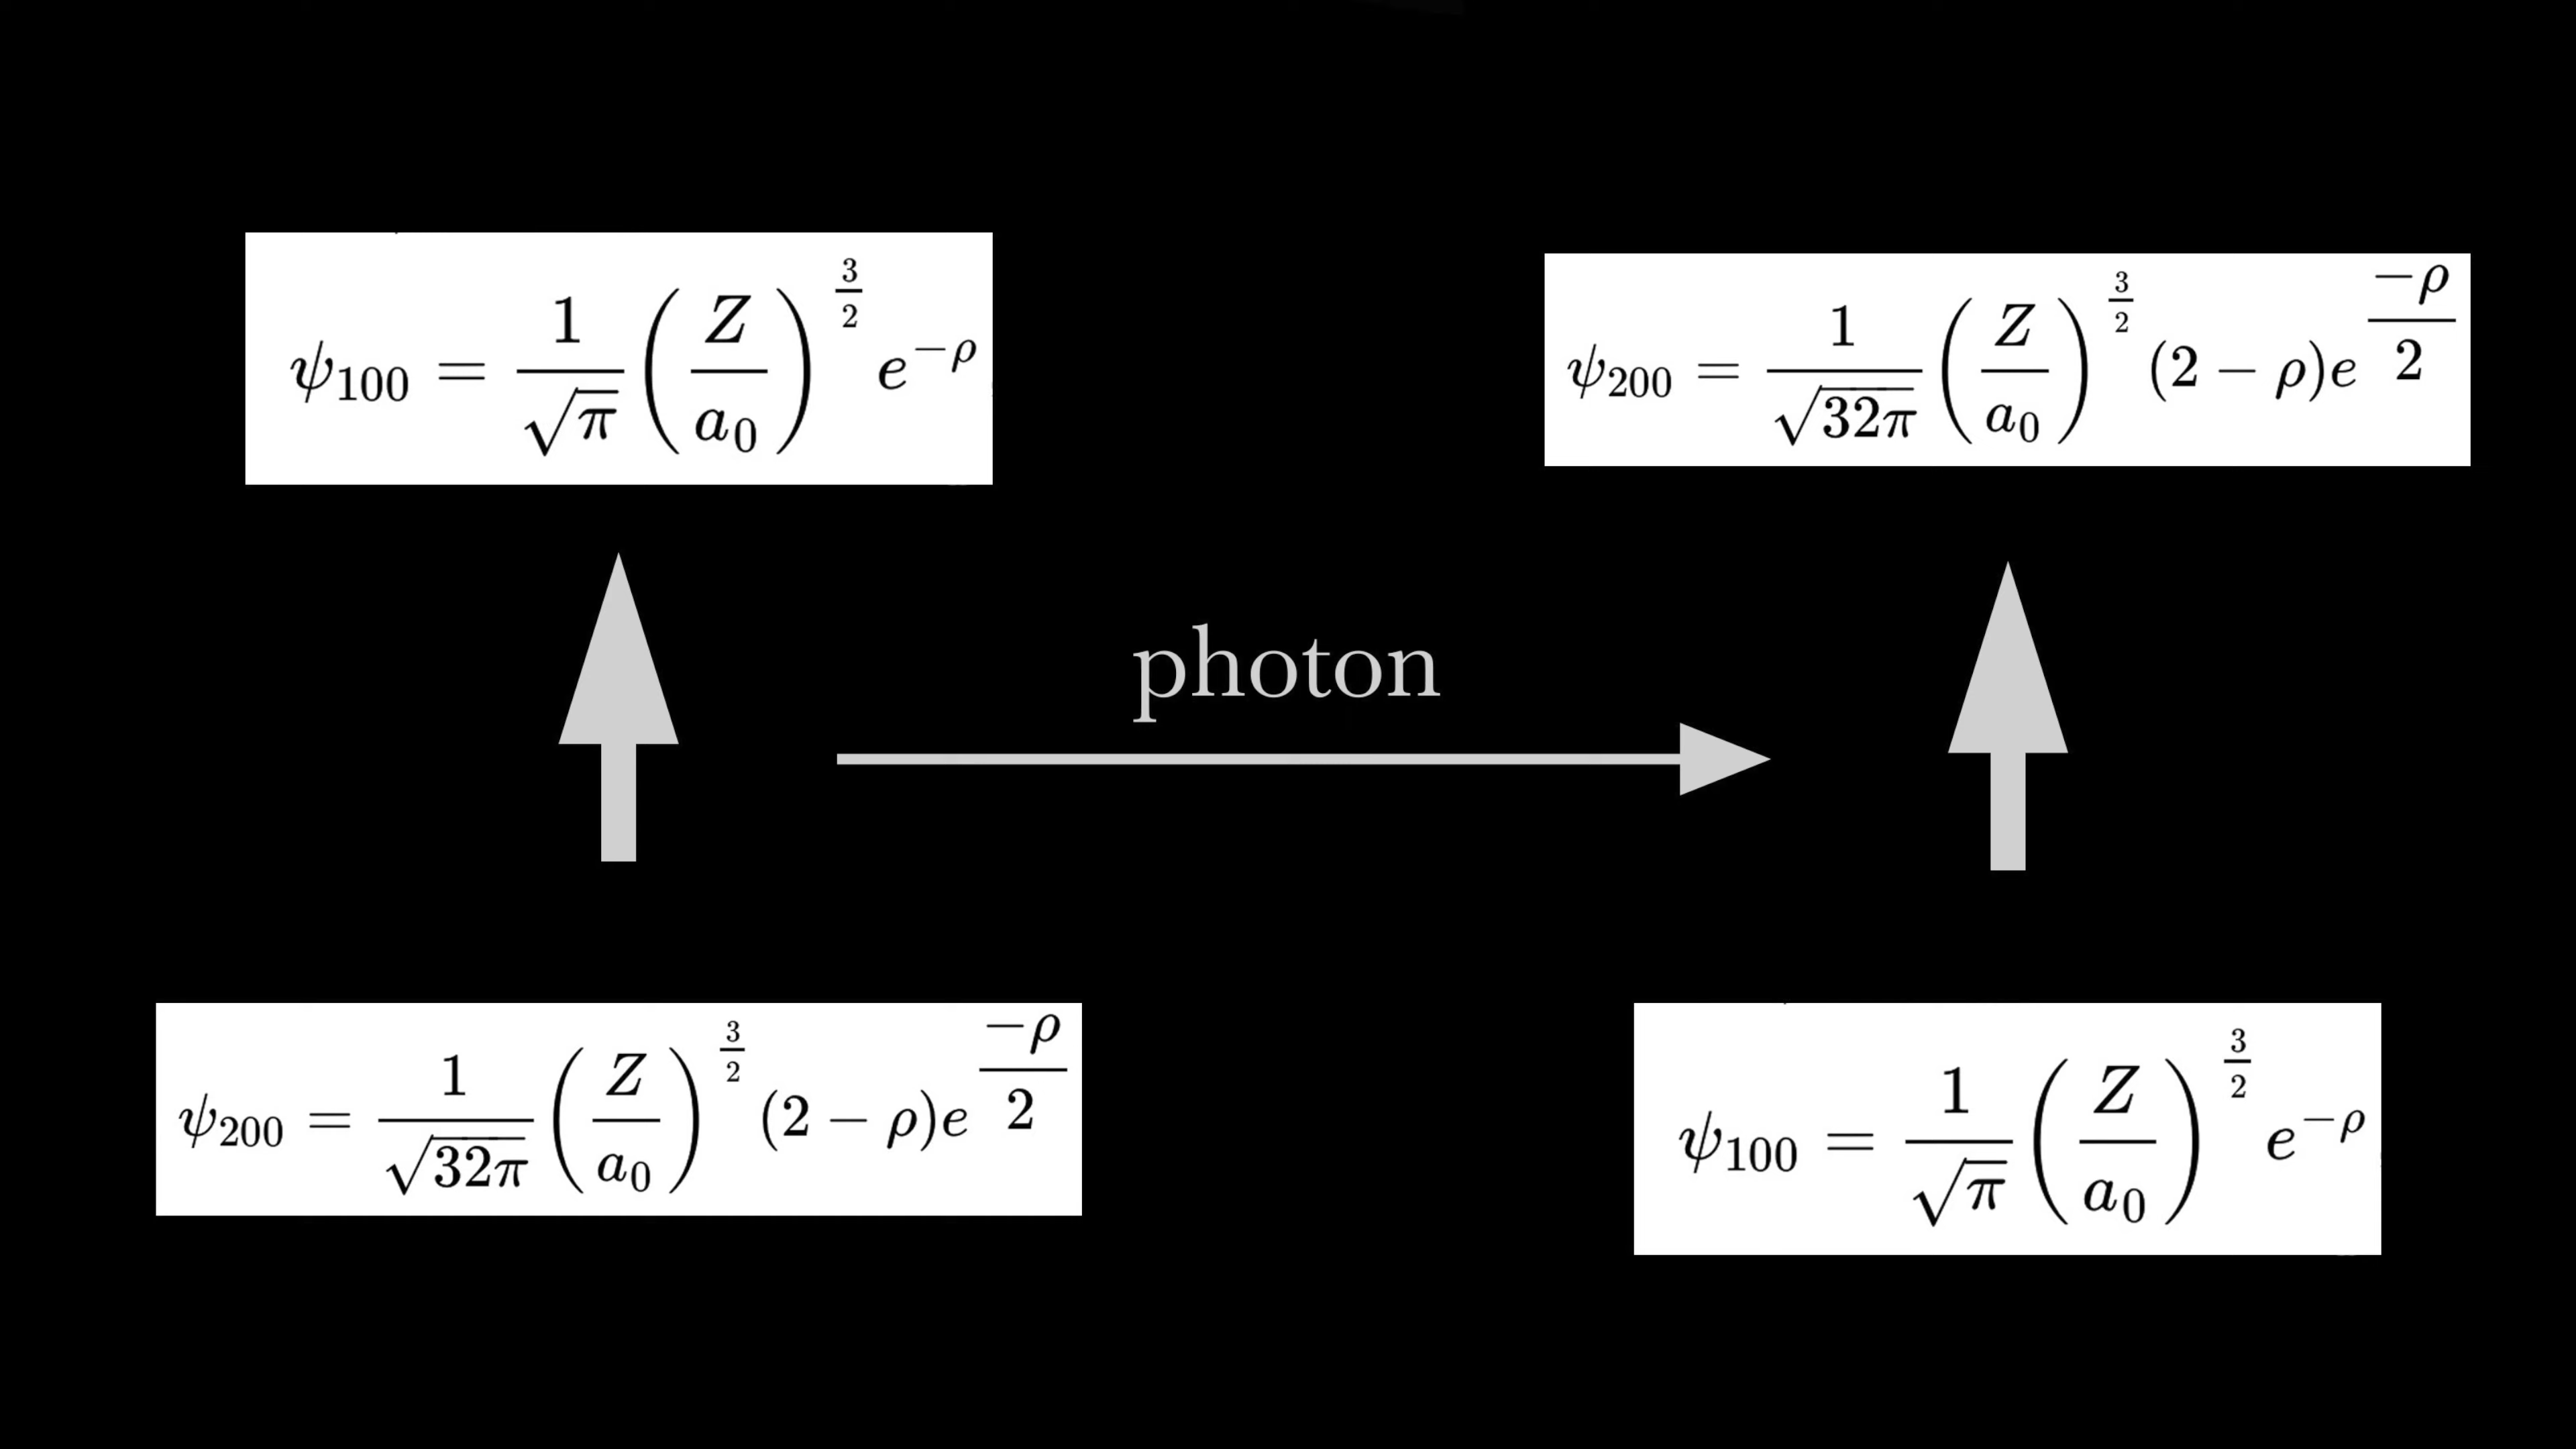 ψ₁₀₀ = 1/√π (Z/a₀)^(3/2) e^(−ρ)
ψ₂₀₀ = 1/√(32π) (Z/a₀)^(3/2) (2 − ρ)e^(−ρ/2)
photon
ψ₂₀₀ = 1/√(32π) (Z/a₀)^(3/2) (2 − ρ)e^(−ρ/2)
ψ₁₀₀ = 1/√π (Z/a₀)^(3/2) e^(−ρ)